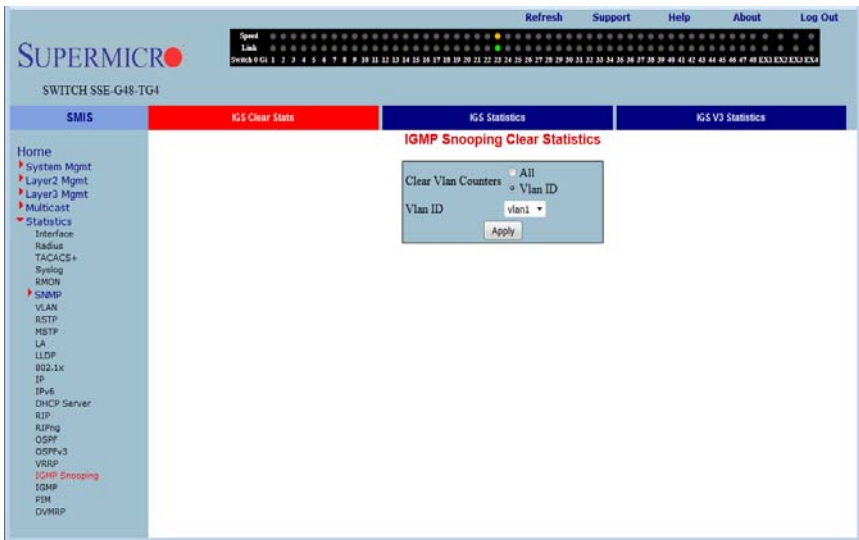 Refresh Support Help About Log Out
Speed
Link
Switch 0 Gi 1 2 3 4 5 6 7 8 9 10 11 12 13 14 15 16 17 18 19 20 21 22 23 24 25 26 27 28 29 30 31 32 33 34 35 36 37 38 39 40 41 42 43 44 45 46 47 48 EX1 EX2 EX3 EX4
SUPERMICR
SWITCH SSE-G48-TG4
SMIS
IGS Clear Stats IGS Statistics IGS V3 Statistics
IGMP Snooping Clear Statistics
Clear Vlan Counters All
Vlan ID
Vlan ID vlan1
Apply
Home
System Mgmt
Layer2 Mgmt
Layer3 Mgmt
Multicast
Statistics
Interface
Radius
TACACS+
Syslog
RMON
SNMP
VLAN
RSTP
MSTP
LA
LLDP
802.1x
IP
IPv6
DHCP Server
RIP
RIPng
OSPF
OSPFv3
VRRP
IGMP Snooping
IGMP
PIM
DVMRP